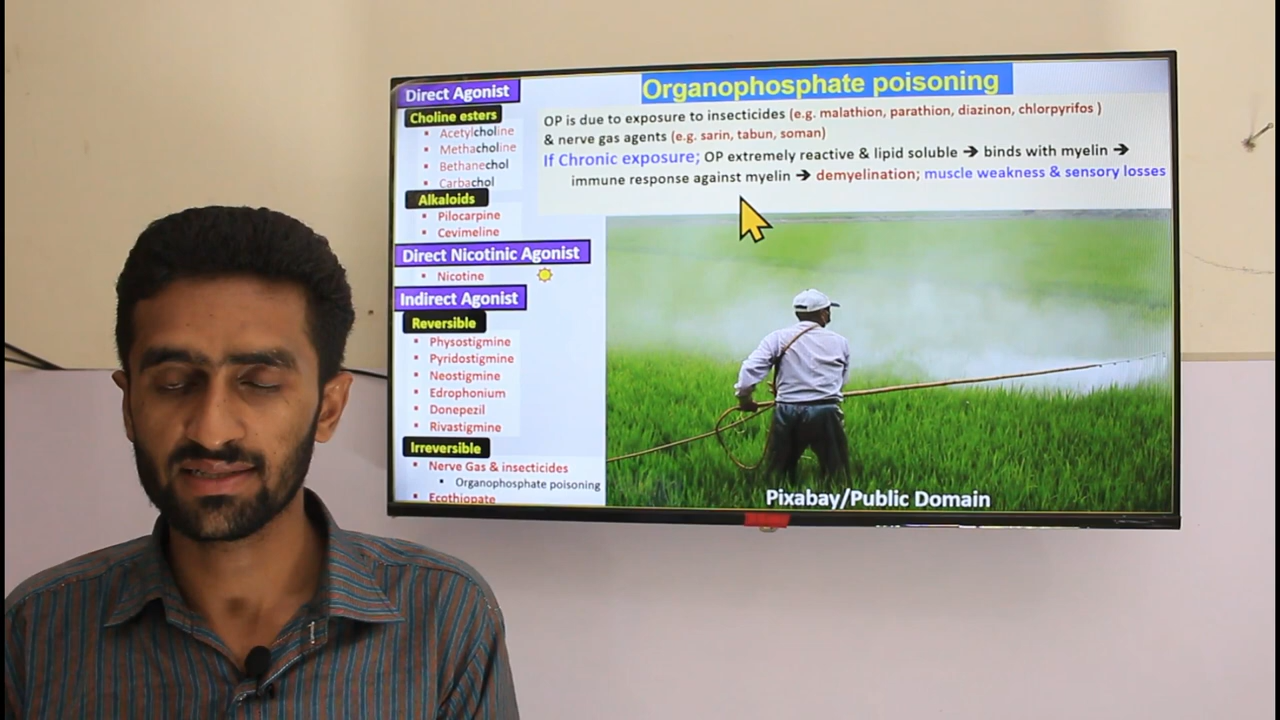 Organophosphate poisoning
Direct Agonist
Choline esters
▪ Acetylcholine
▪ Methacholine
▪ Bethanechol
▪ Carbachol
Alkaloids
▪ Pilocarpine
▪ Cevimeline
Direct Nicotinic Agonist
▪ Nicotine
Indirect Agonist
Reversible
▪ Physostigmine
▪ Pyridostigmine
▪ Neostigmine
▪ Edrophonium
▪ Donepezil
▪ Rivastigmine
Irreversible
▪ Nerve Gas & insecticides
▪ Organophosphate poisoning
▪ Ecothiopate
OP is due to exposure to insecticides (e.g. malathion, parathion, diazinon, chlorpyrifos )
& nerve gas agents (e.g. sarin, tabun, soman)
If Chronic exposure; OP extremely reactive & lipid soluble ➔ binds with myelin ➔
immune response against myelin ➔ demyelination; muscle weakness & sensory losses
Pixabay/Public Domain